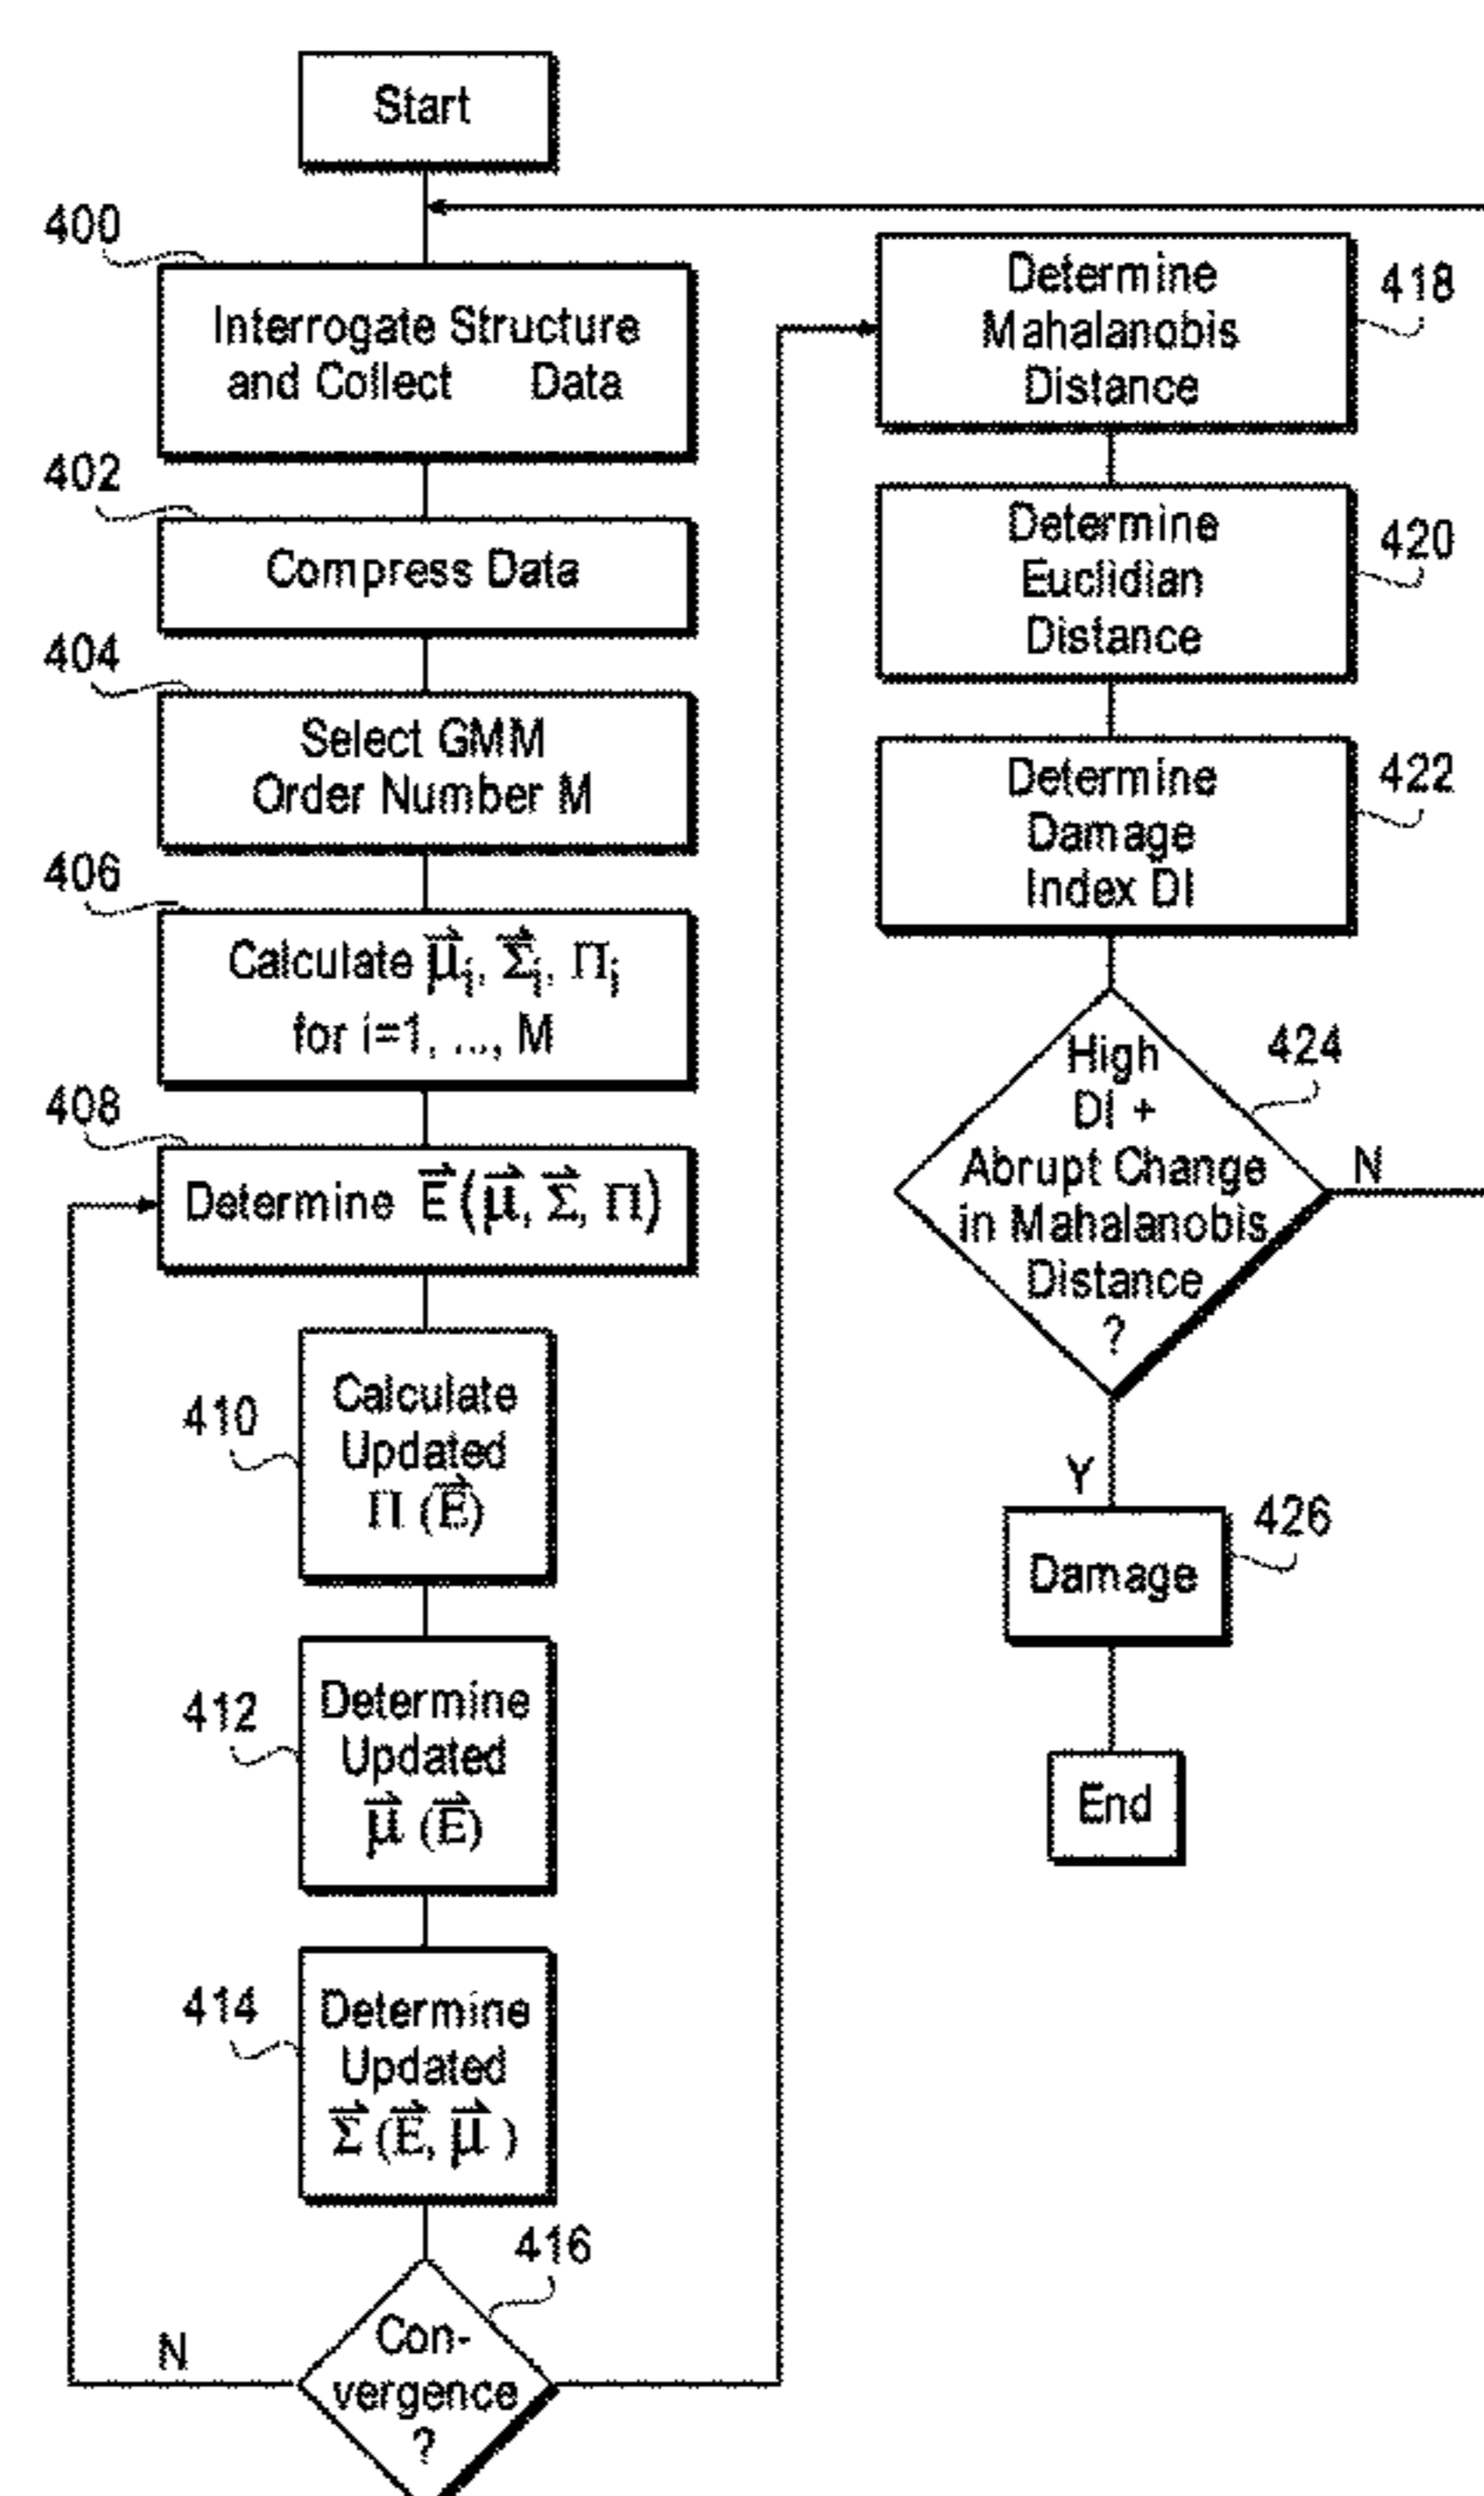 Start
400
Interrogate Structure
and Collect Data
402
Compress Data
404
Select GMM
Order Number M
406
Calculate μ⃗i, Σ⃗i, Πi
for i=1, ..., M
408
Determine E⃗(μ⃗, Σ⃗, Π)
410
Calculate
Updated
Π (E⃗)
412
Determine
Updated
μ⃗ (E⃗)
414
Determine
Updated
Σ⃗ (E⃗, μ⃗ )
416
Con-
vergence
?
N
418
Determine
Mahalanobis
Distance
420
Determine
Euclidian
Distance
422
Determine
Damage
Index DI
424
High
DI +
Abrupt Change
in Mahalanobis
Distance
?
N
Y
426
Damage
End